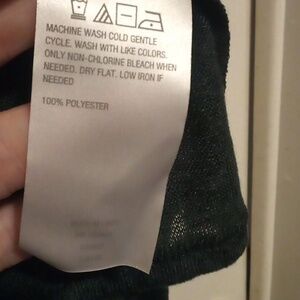 MACHINE WASH COLD GENTLE
CYCLE. WASH WITH LIKE COLORS.
ONLY NON-CHLORINE BLEACH WHEN
NEEDED. DRY FLAT. LOW IRON IF
NEEDED
100% POLYESTER